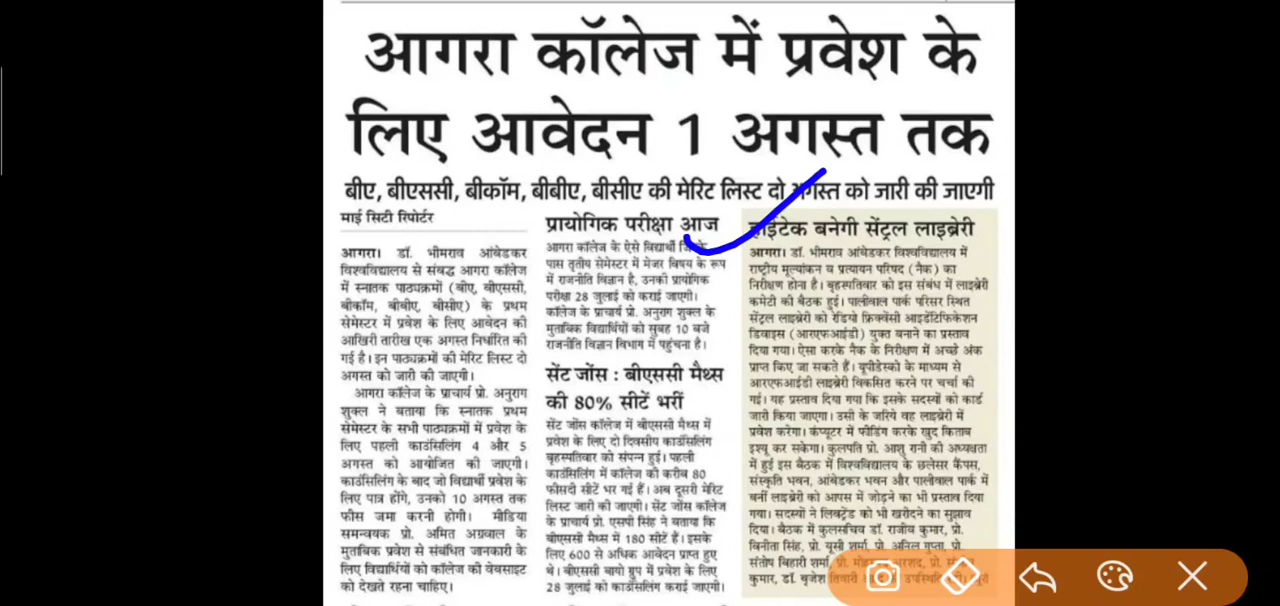 आगरा कॉलेज में प्रवेश के
लिए आवेदन 1 अगस्त तक
बीए, बीएससी, बीकॉम, बीबीए, बीसीए की मेरिट लिस्ट दो अगस्त को जारी की जाएगी
माई सिटी रिपोर्टर
आगरा। डॉ. भीमराव आंबेडकर
विश्वविद्यालय से संबद्ध आगरा कॉलेज
में स्नातक पाठ्यक्रमों (बीए, बीएससी,
बीकॉम, बीबीए, बीसीए) के प्रथम
सेमेस्टर में प्रवेश के लिए आवेदन की
आखिरी तारीख एक अगस्त निर्धारित की
गई है। इन पाठ्यक्रमों की मेरिट लिस्ट दो
अगस्त को जारी की जाएगी।
आगरा कॉलेज के प्राचार्य प्रो. अनुराग
शुक्ल ने बताया कि स्नातक प्रथम
सेमेस्टर के सभी पाठ्यक्रमों में प्रवेश के
लिए पहली काउंसिलिंग 4 और 5
अगस्त को आयोजित की जाएगी।
काउंसिलिंग के बाद जो विद्यार्थी प्रवेश के
लिए पात्र होंगे, उनको 10 अगस्त तक
फीस जमा करनी होगी। मीडिया
समन्वयक प्रो. अमित अग्रवाल के
मुताबिक प्रवेश से संबंधित जानकारी के
लिए विद्यार्थियों को कॉलेज की वेबसाइट
को देखते रहना चाहिए।
प्रायोगिक परीक्षा आज
आगरा कॉलेज के ऐसे विद्यार्थी जिनके
पास तृतीय सेमेस्टर में मेजर विषय के रूप
में राजनीति विज्ञान है, उनकी प्रायोगिक
परीक्षा 28 जुलाई को कराई जाएगी।
कॉलेज के प्राचार्य प्रो. अनुराग शुक्ल के
मुताबिक विद्यार्थियों को सुबह 10 बजे
राजनीति विज्ञान विभाग में पहुंचना है।
सेंट जोंस : बीएससी मैथ्स
की 80% सीटें भरीं
सेंट जोंस कॉलेज में बीएससी मैथ्स में
प्रवेश के लिए दो दिवसीय काउंसिलिंग
बृहस्पतिवार को संपन्न हुई। पहली
काउंसिलिंग में कॉलेज की करीब 80
फीसदी सीटें भर गई हैं। अब दूसरी मेरिट
लिस्ट जारी की जाएगी। सेंट जोंस कॉलेज
के प्राचार्य प्रो. एसपी सिंह ने बताया कि
बीएससी मैथ्स में 180 सीटें हैं। इसके
लिए 600 से अधिक आवेदन प्राप्त हुए
थे। बीएससी बायो ग्रुप में प्रवेश के लिए
28 जुलाई को काउंसिलिंग कराई जाएगी।
हाईटेक बनेगी सेंट्रल लाइब्रेरी
आगरा। डॉ. भीमराव आंबेडकर विश्वविद्यालय में
राष्ट्रीय मूल्यांकन व प्रत्यायन परिषद (नैक) का
निरीक्षण होना है। बृहस्पतिवार को इस संबंध में लाइब्रेरी
कमेटी की बैठक हुई। पालीवाल पार्क परिसर स्थित
सेंट्रल लाइब्रेरी को रेडियो फ्रिक्वेंसी आइडेंटिफिकेशन
डिवाइस (आरएफआईडी) युक्त बनाने का प्रस्ताव
दिया गया। ऐसा करके नैक के निरीक्षण में अच्छे अंक
प्राप्त किए जा सकते हैं। यूपीडेस्को के माध्यम से
आरएफआईडी लाइब्रेरी विकसित करने पर चर्चा की
गई। यह प्रस्ताव दिया गया कि इसके सदस्यों को कार्ड
जारी किया जाएगा। उसी के जरिये वह लाइब्रेरी में
प्रवेश करेगा। कंप्यूटर में फीडिंग करके खुद किताब
इश्यू कर सकेगा। कुलपति प्रो. आशु रानी की अध्यक्षता
में हुई इस बैठक में विश्वविद्यालय के छलेसर कैंपस,
संस्कृति भवन, आंबेडकर भवन और पालीवाल पार्क में
बनीं लाइब्रेरी को आपस में जोड़ने का भी प्रस्ताव दिया
गया। सदस्यों ने लिक्ट्रेंड को भी खरीदने का सुझाव
दिया। बैठक में कुलसचिव डॉ. राजीव कुमार, प्रो.
विनीता सिंह, प्रो. यूसी शर्मा, प्रो. अनिल गुप्ता, प्रो.
संतोष बिहारी शर्मा, प्रो. मोहम्मद अरशद, प्रो.
कुमार, डॉ. बृजेश तिवारी